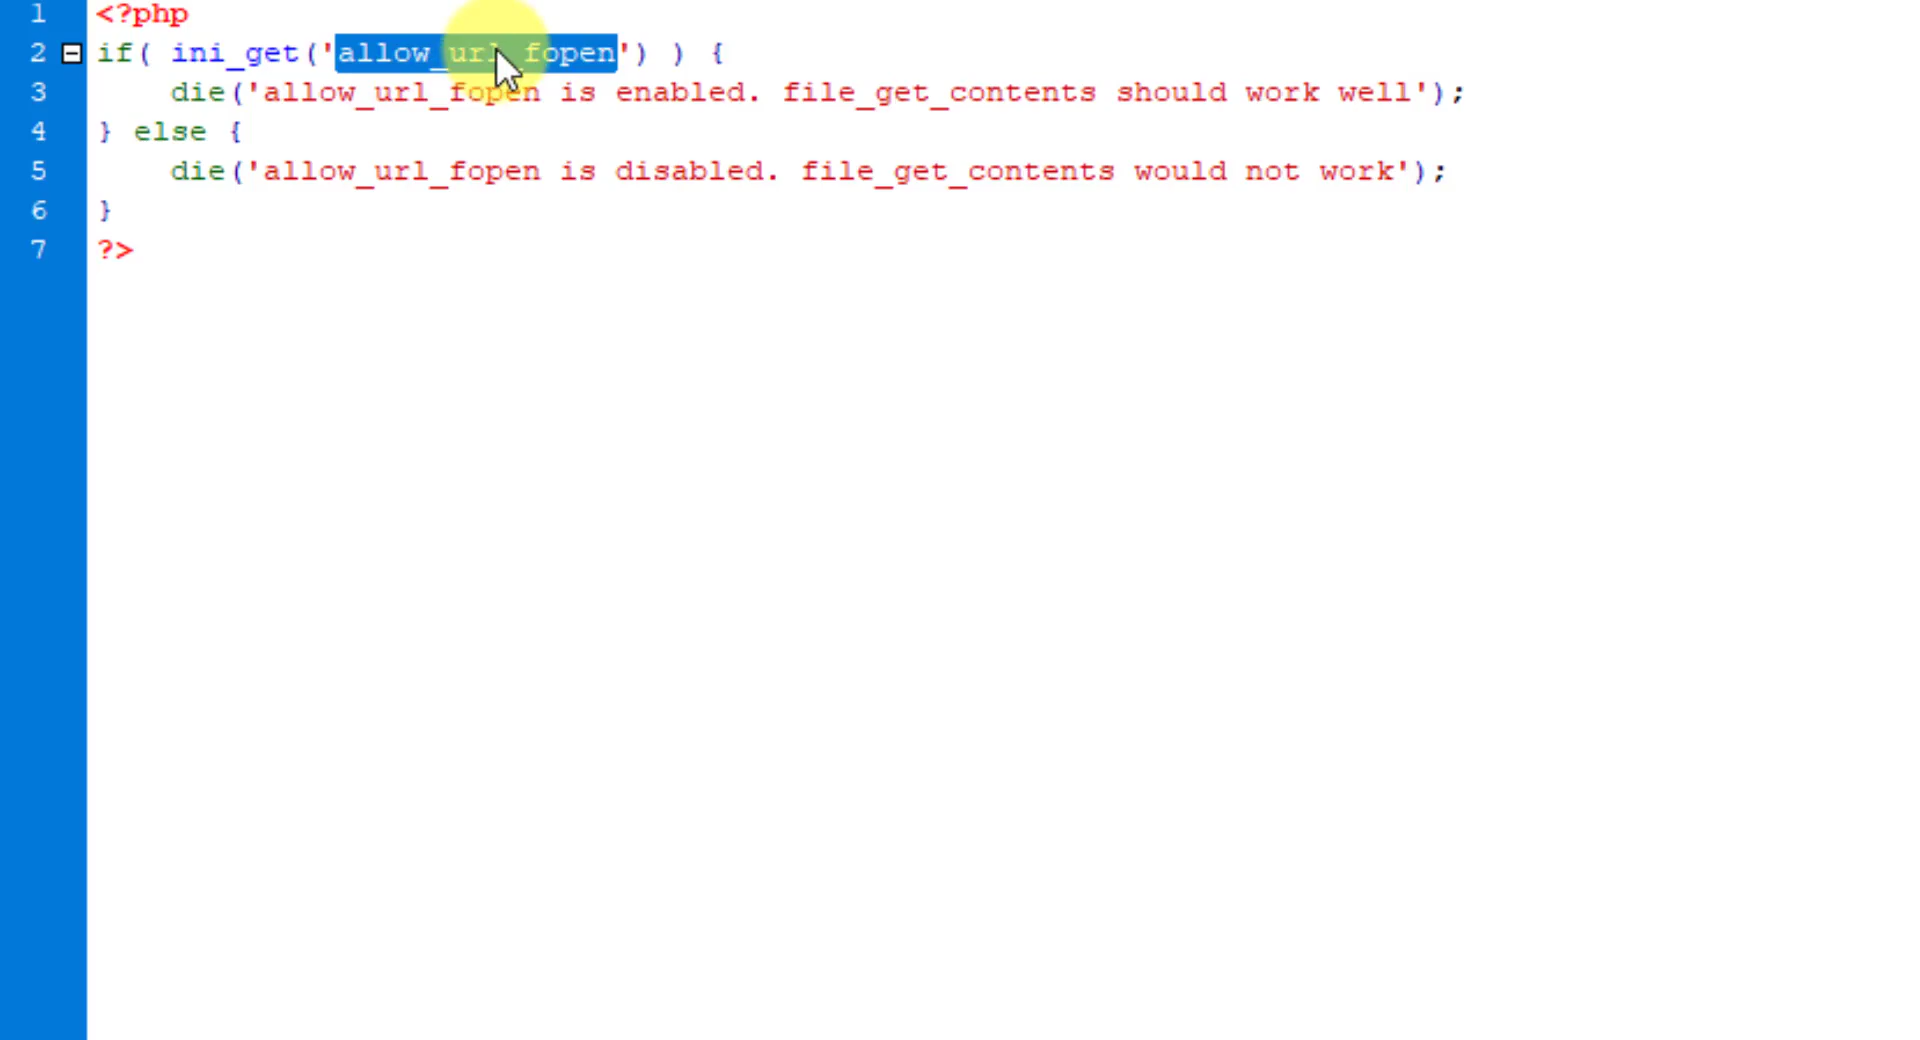 1 <?php
2 if( ini_get('allow_url_fopen') ) {
3 die('allow_url_fopen is enabled. file_get_contents should work well');
4 } else {
5 die('allow_url_fopen is disabled. file_get_contents would not work');
6 }
7 ?>